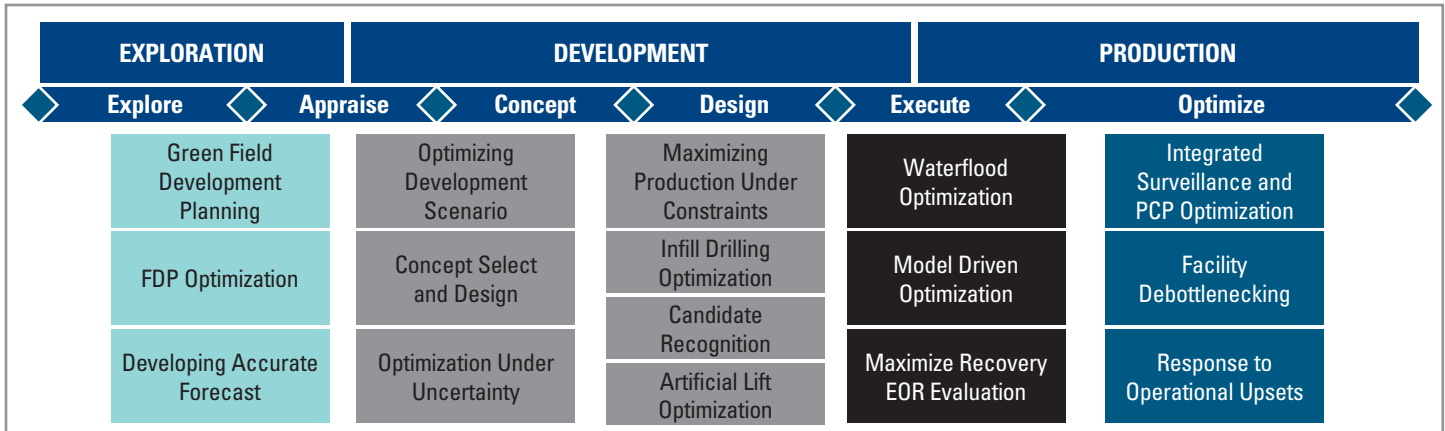 EXPLORATION
DEVELOPMENT
PRODUCTION
Explore
Appraise
Concept
Design
Execute
Optimize
Green Field
Development
Planning
FDP Optimization
Developing Accurate
Forecast
Optimizing
Development
Scenario
Concept Select
and Design
Optimization Under
Uncertainty
Maximizing
Production Under
Constraints
Infill Drilling
Optimization
Candidate
Recognition
Artificial Lift
Optimization
Waterflood
Optimization
Model Driven
Optimization
Maximize Recovery
EOR Evaluation
Integrated
Surveillance and
PCP Optimization
Facility
Debottlenecking
Response to
Operational Upsets